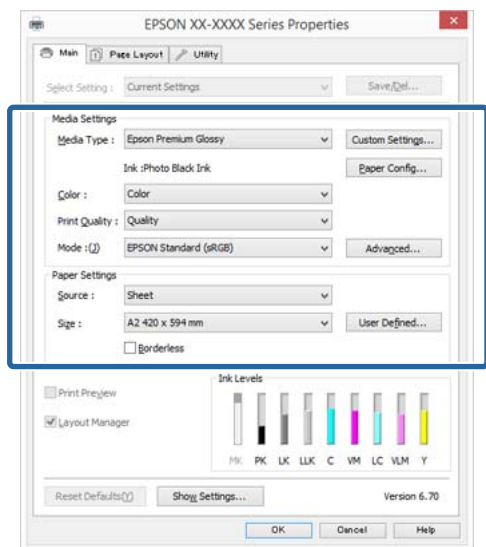 EPSON XX-XXXX Series Properties
Main Page Layout Utility
Select Setting : Current Settings Save/Del...
Media Settings
Media Type : Epson Premium Glossy Custom Settings...
Ink :Photo Black Ink Paper Config...
Color : Color
Print Quality : Quality
Mode :(J) EPSON Standard (sRGB) Advanced...
Paper Settings
Source : Sheet
Size : A2 420 x 594 mm User Defined...
Borderless
Ink Levels
Print Preview
Layout Manager
MK PK LK LLK C VM LC VLM Y
Reset Defaults(Y) Show Settings... Version 6.70
OK Cancel Help